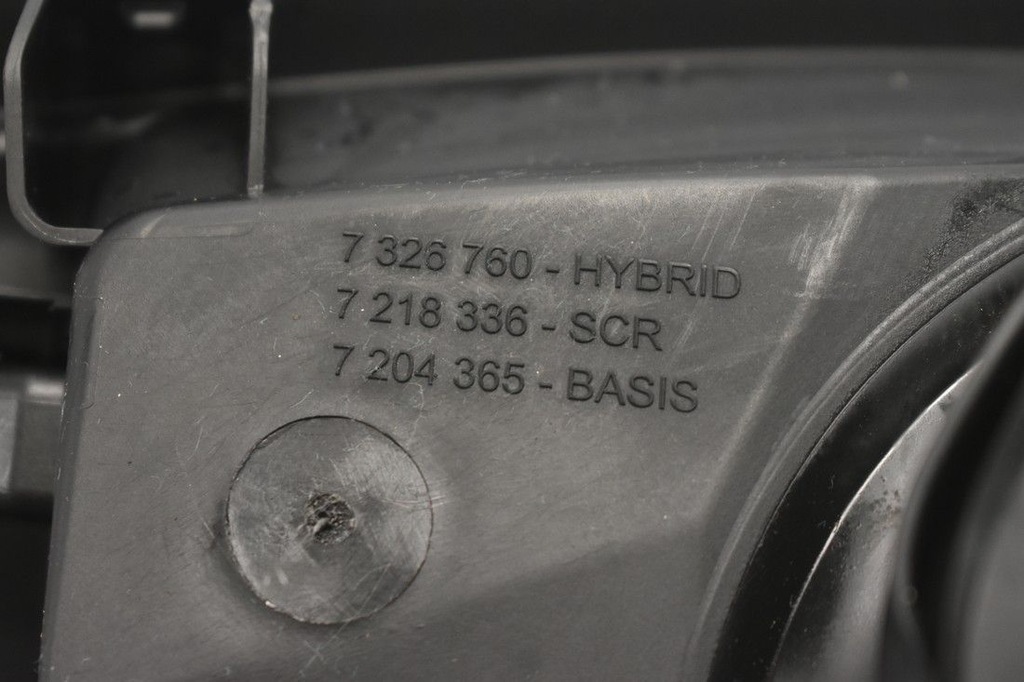 7 326 760 - HYBRID
7 218 336 - SCR
7 204 365 - BASIS